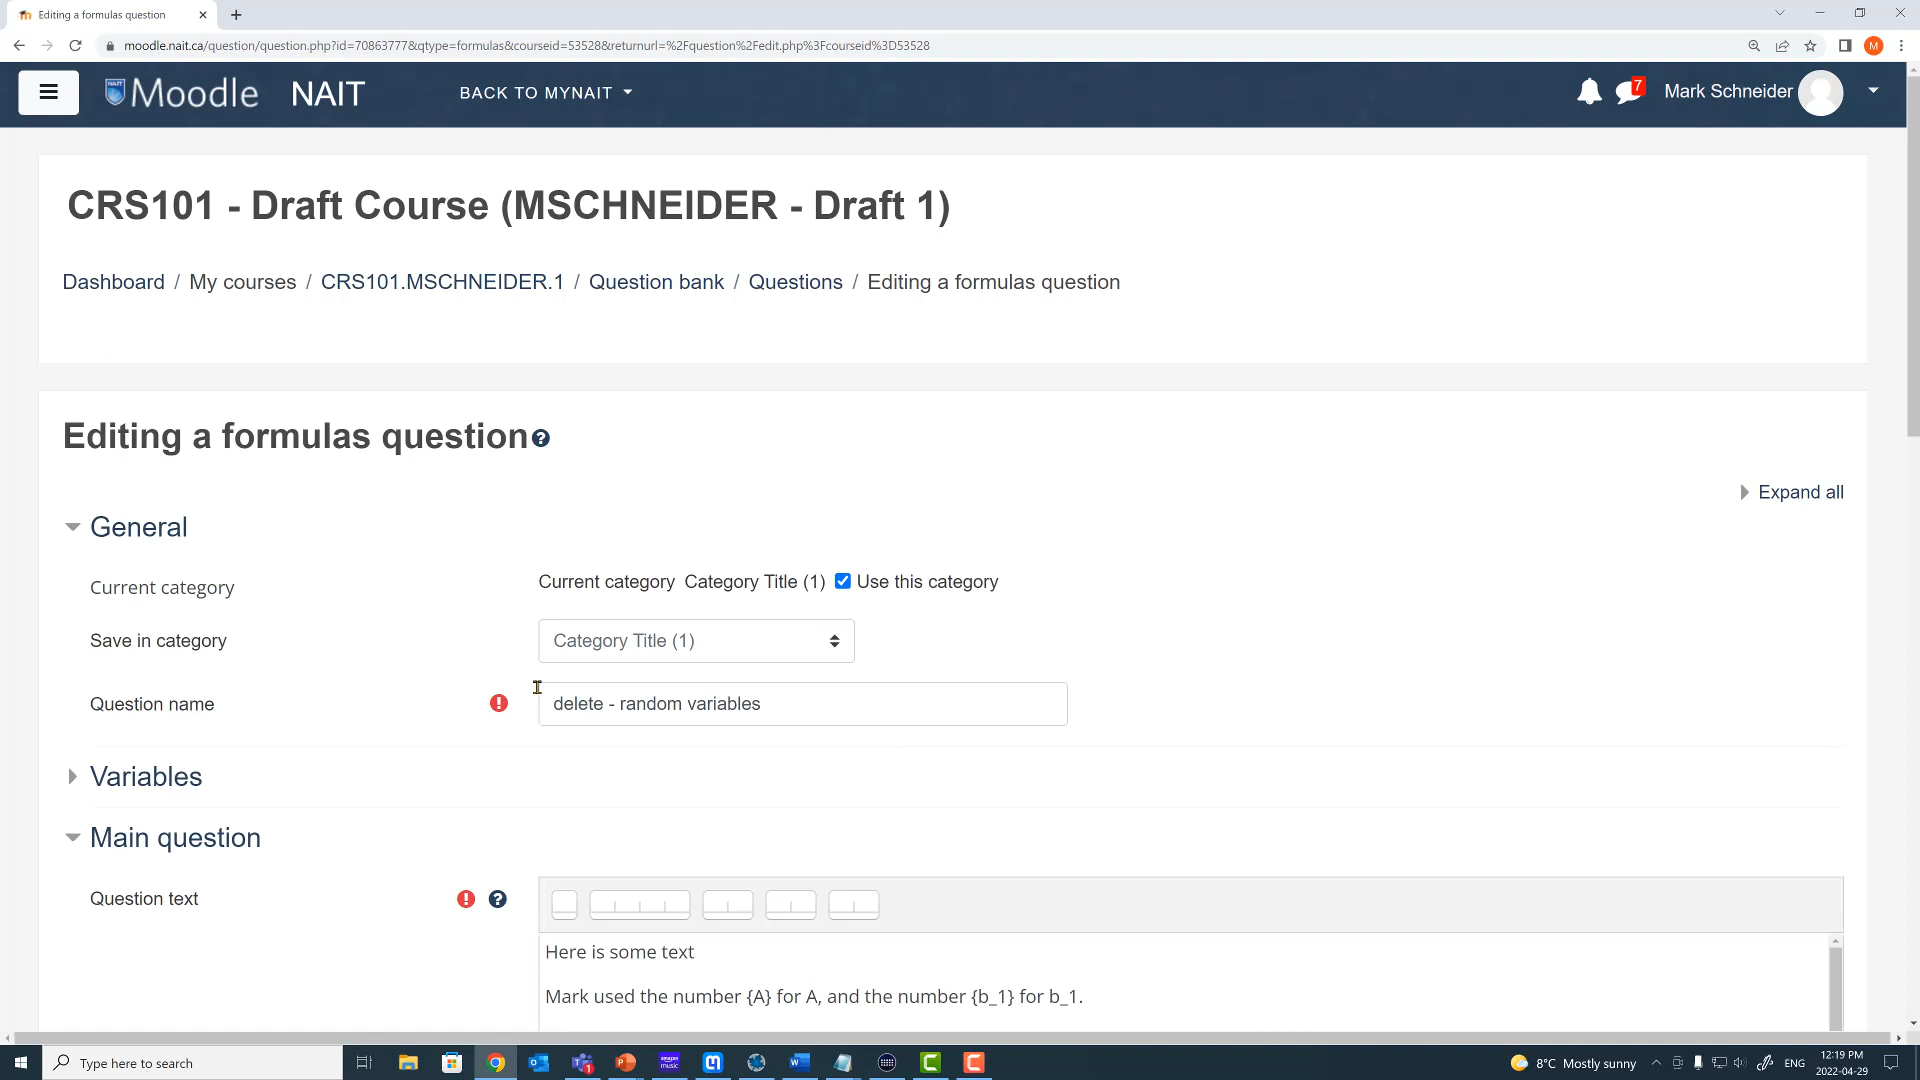 Editing a formulas question
moodle.nait.ca/question/question.php?id=70863777&qtype=formulas&courseid=53528&returnurl=%2Fquestion%2Fedit.php%3Fcourseid%3D53528
M
Moodle NAIT BACK TO MYNAIT 7 Mark Schneider
CRS101 - Draft Course (MSCHNEIDER - Draft 1)
Dashboard / My courses / CRS101.MSCHNEIDER.1 / Question bank / Questions / Editing a formulas question
Editing a formulas question
Expand all
General
Current category Current category Category Title (1) Use this category
Save in category Category Title (1)
Question name delete - random variables
Variables
Main question
Question text
Here is some text
Mark used the number {A} for A, and the number {b_1} for b_1.
Type here to search 8°C Mostly sunny ENG 12:19 PM
2022-04-29